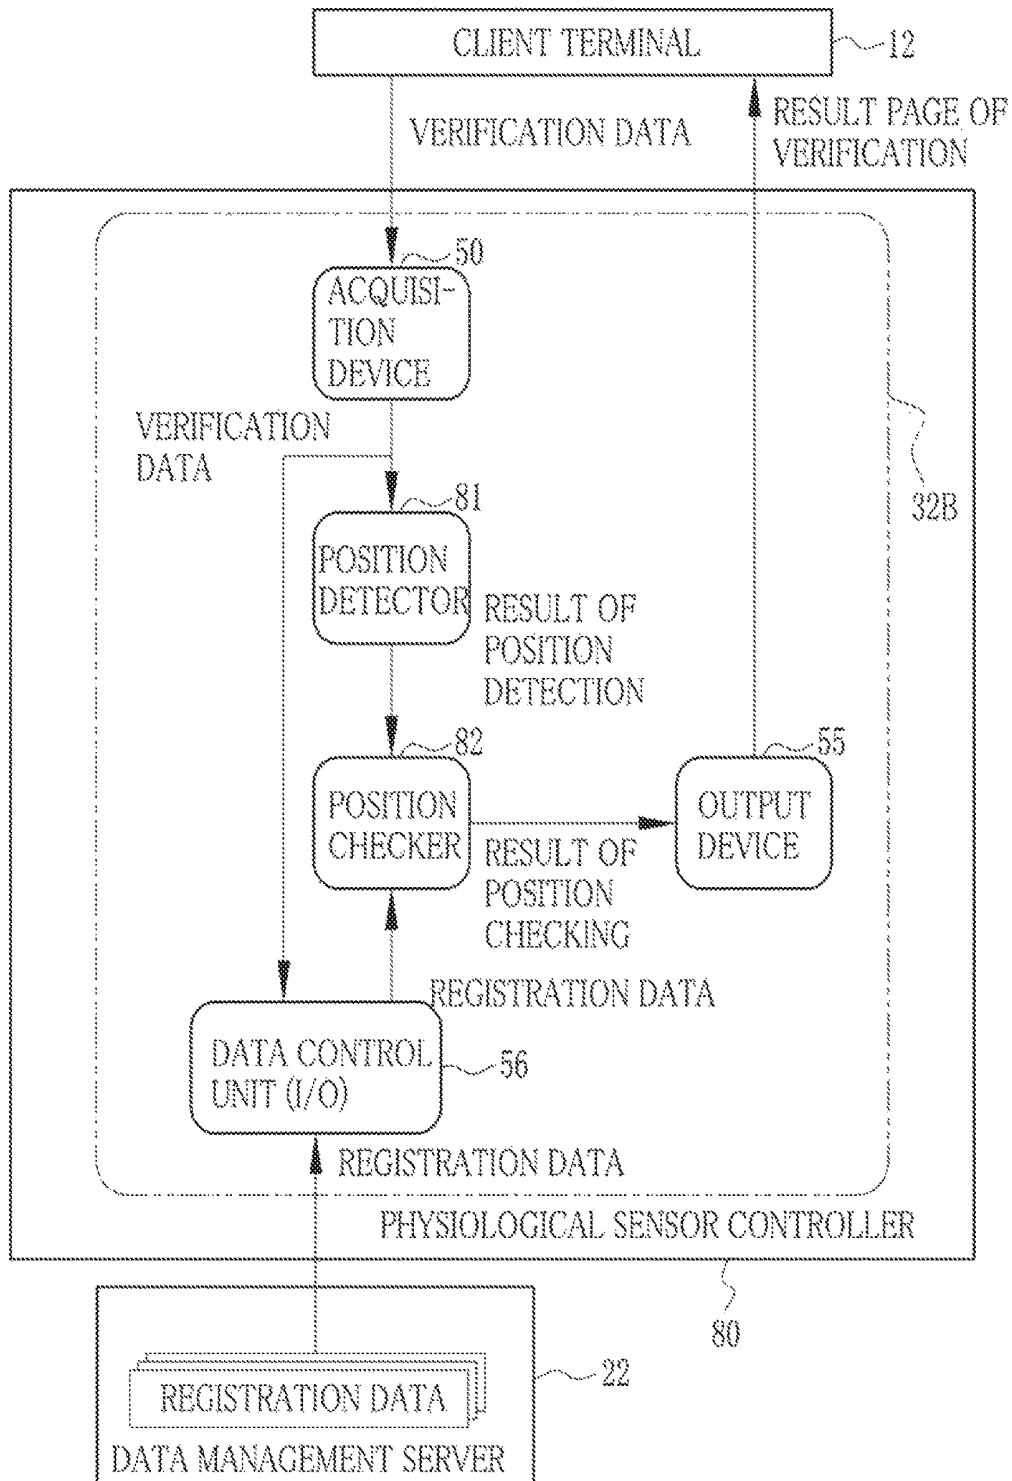 CLIENT TERMINAL
12
VERIFICATION DATA
RESULT PAGE OF
VERIFICATION
50
ACQUISI-
TION
DEVICE
VERIFICATION
DATA
32B
81
POSITION
DETECTOR
RESULT OF
POSITION
DETECTION
82
POSITION
CHECKER
55
OUTPUT
DEVICE
RESULT OF
POSITION
CHECKING
REGISTRATION DATA
DATA CONTROL
UNIT (I/O)
56
REGISTRATION DATA
PHYSIOLOGICAL SENSOR CONTROLLER
80
22
REGISTRATION DATA
DATA MANAGEMENT SERVER